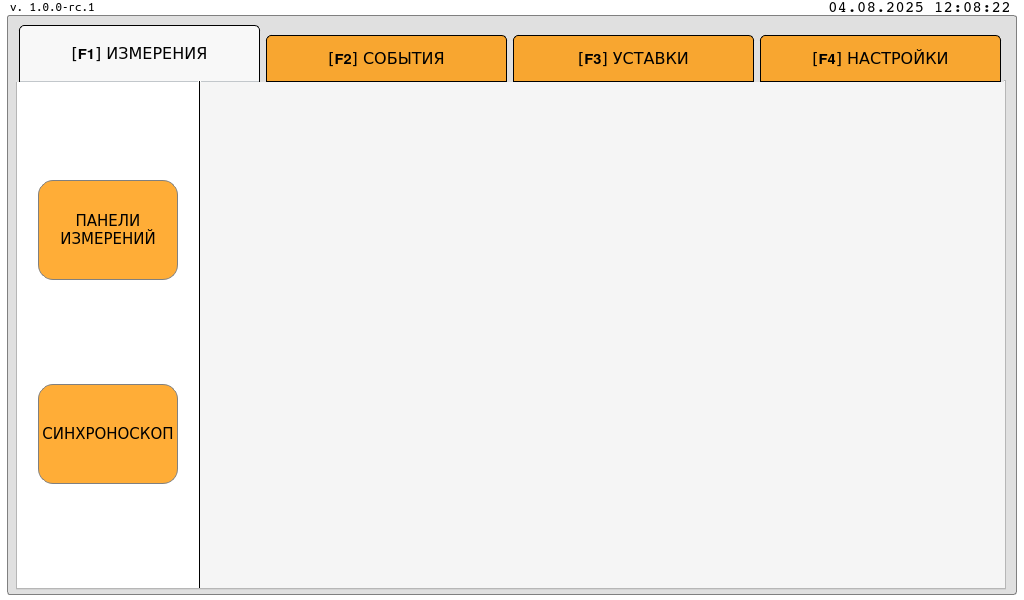 v. 1.0.0-rc.1
04.08.2025 12:08:22
[F1] ИЗМЕРЕНИЯ
[F2] СОБЫТИЯ
[F3] УСТАВКИ
[F4] НАСТРОЙКИ
ПАНЕЛИ
ИЗМЕРЕНИЙ
СИНХРОНОСКОП